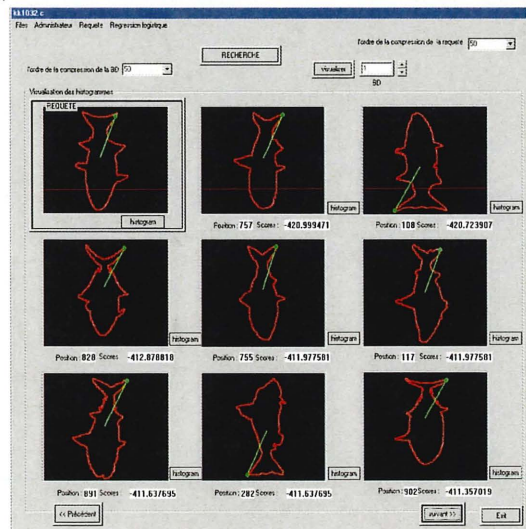 kk1032.c
Files Administrateur Requete Regression logistique
RECHERCHE
l'ordre de la compression de la requete 50
l'ordre de la compression de la BD 50
Visualiser 1
BD
Visualisation des histogrammes
REQUETE
histogram
histogram
histogram
Position : 757 Scores : -420.999471
Position : 108 Scores : -420.723907
histogram
histogram
histogram
Position : 828 Scores : -412.878818
Position : 755 Scores : -411.977581
Position : 117 Scores : -411.977581
histogram
histogram
histogram
Position : 891 Scores : -411.637695
Position : 282 Scores : -411.637695
Position : 902 Scores : -411.357019
<< Précédent
suivant >>
Exit